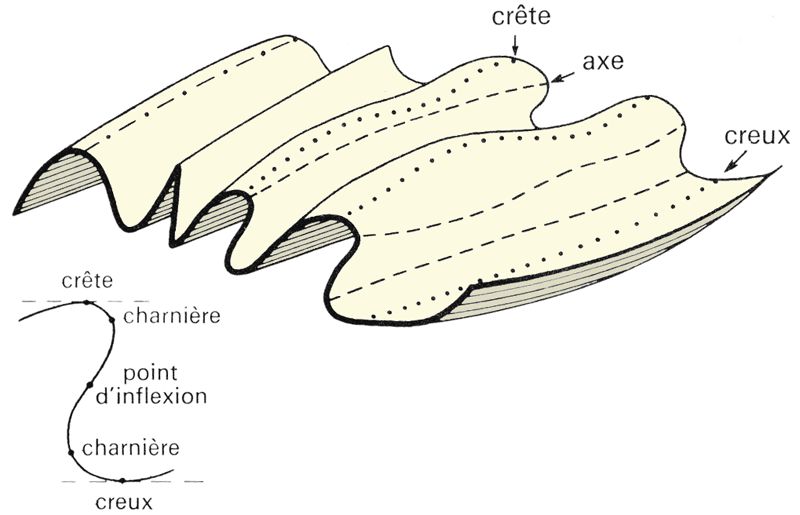 crête
axe
creux
crête
charnière
point
d'inflexion
charnière
creux